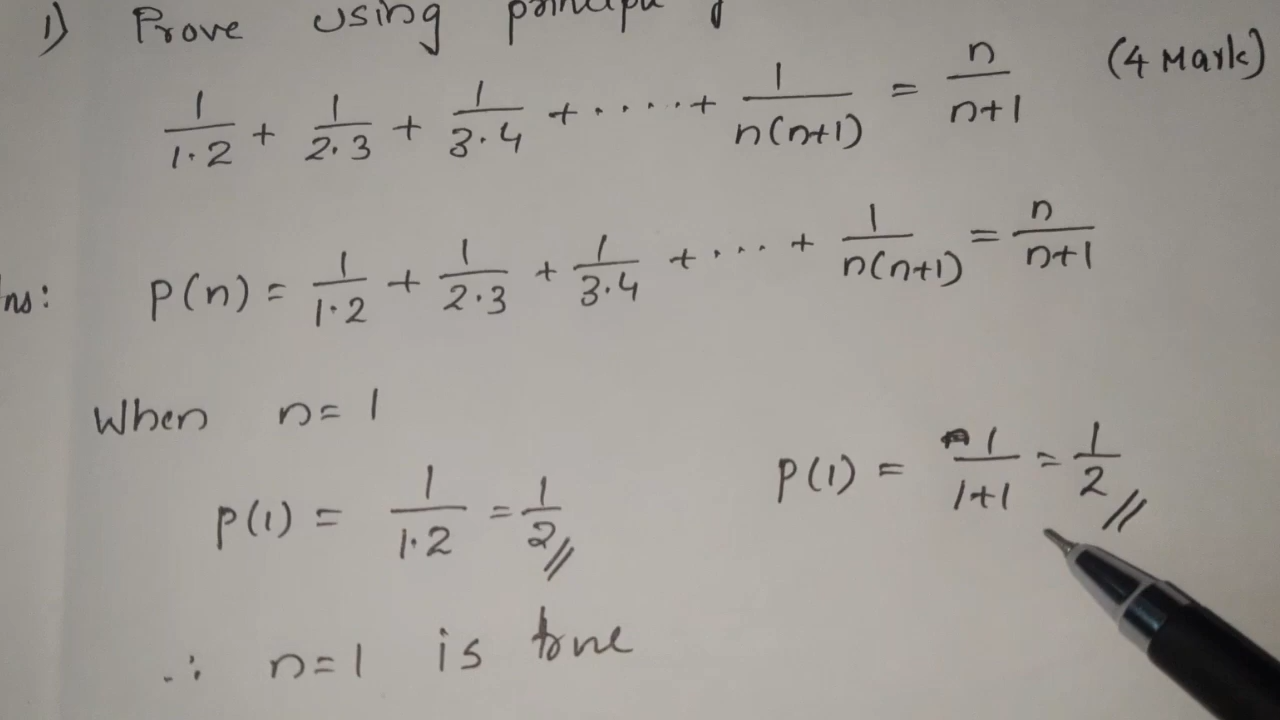 1) Prove using
1/1·2 + 1/2·3 + 1/3·4 + ····· + 1/n(n+1) = n/n+1 (4 Mark)
ns: P(n) = 1/1·2 + 1/2·3 + 1/3·4 + ···· + 1/n(n+1) = n/n+1
When n=1
P(1) = 1/1·2 = 1/2// P(1) = 1/1+1 = 1/2//
∴ n=1 is true